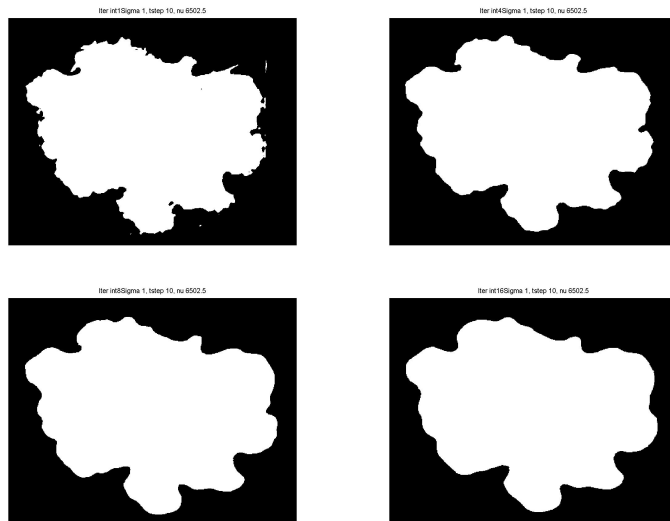 Iter int1Sigma 1, tstep 10, nu 6502.5
Iter int4Sigma 1, tstep 10, nu 6502.5
Iter int8Sigma 1, tstep 10, nu 6502.5
Iter int16Sigma 1, tstep 10, nu 6502.5